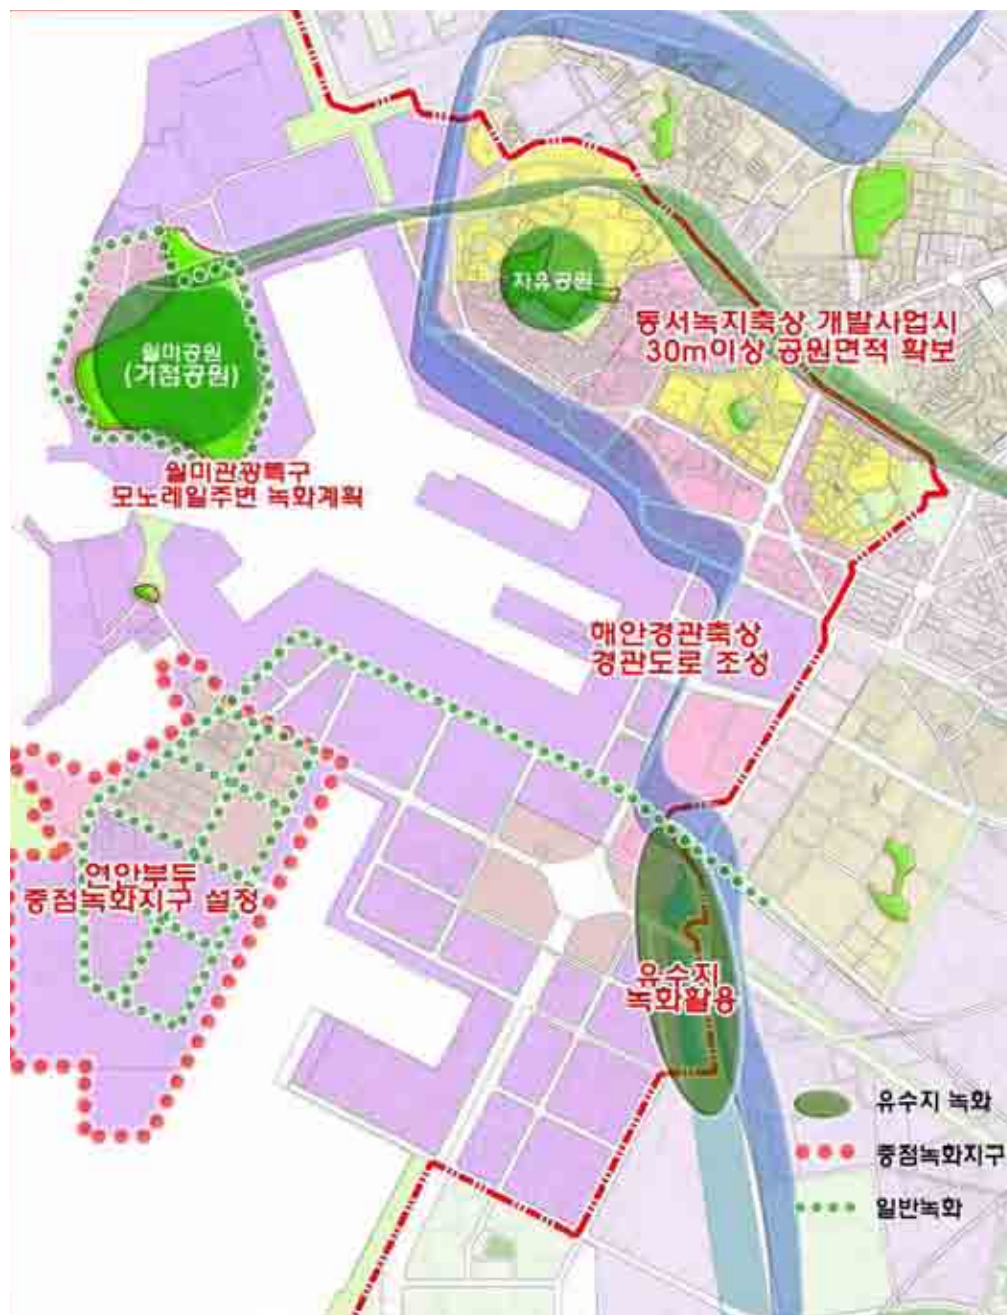 자유공원
동서녹지축상 개발사업시
30m이상 공원면적 확보
월미공원
(거점공원)
월미관광특구
모노레일주변 녹화계획
해안경관축상
경관도로 조성
연안부두
중점녹화지구 설정
유수지
녹화활용
유수지 녹화
중점녹화지구
일반녹화